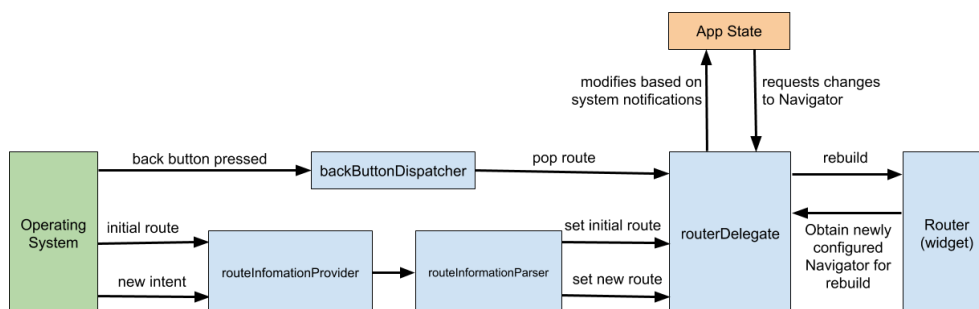 App State
modifies based on
system notifications
requests changes
to Navigator
back button pressed
backButtonDispatcher
pop route
rebuild
Operating
System
initial route
new intent
routeInfomationProvider
routeInformationParser
set initial route
set new route
routerDelegate
Obtain newly
configured
Navigator for
rebuild
Router
(widget)